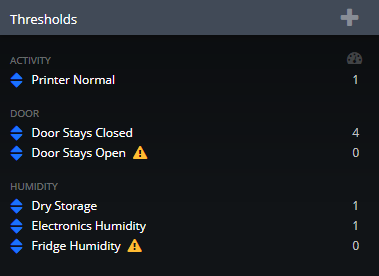 Thresholds
ACTIVITY
Printer Normal 1
DOOR
Door Stays Closed 4
Door Stays Open 0
HUMIDITY
Dry Storage 1
Electronics Humidity 1
Fridge Humidity 0